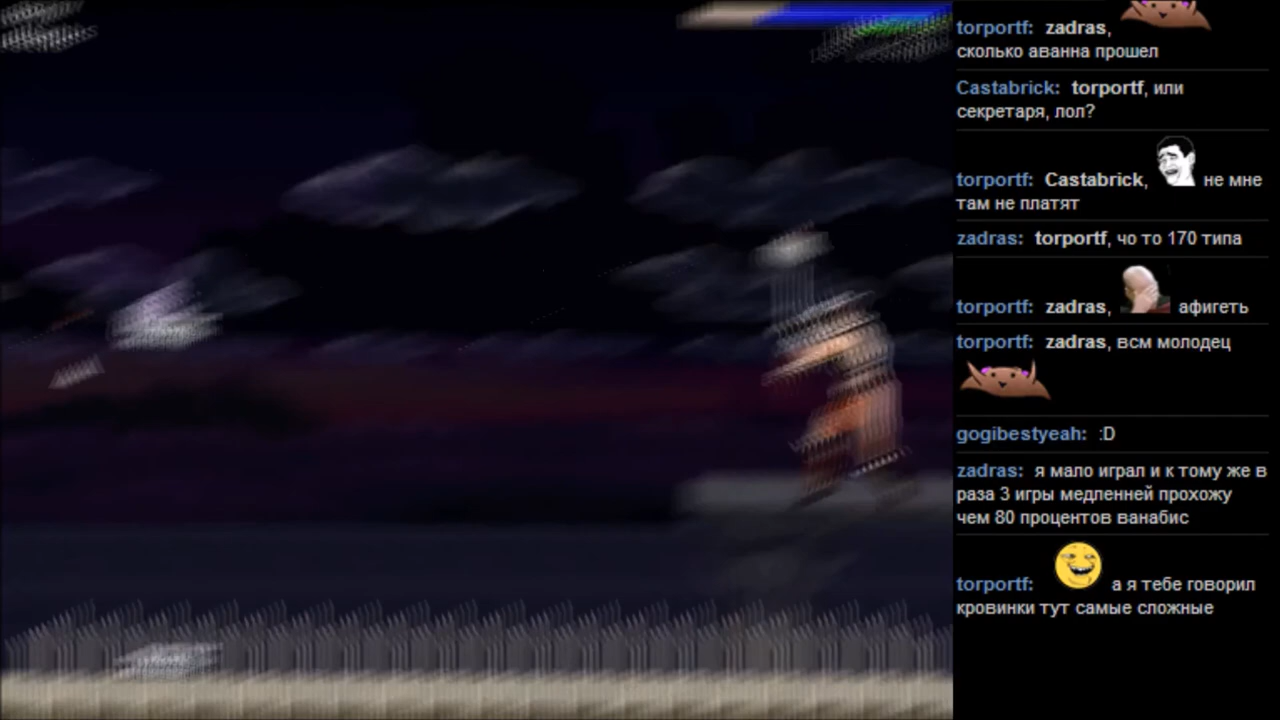 torportf: zadras,
сколько аванна прошел
Castabrick: torportf, или
секретаря, лол?
torportf: Castabrick, не мне
там не платят
zadras: torportf, чо то 170 типа
torportf: zadras, афигеть
torportf: zadras, всм молодец
gogibestyeah: :D
zadras: я мало играл и к тому же в
раза 3 игры медленней прохожу
чем 80 процентов ванабис
torportf: а я тебе говорил
кровинки тут самые сложные